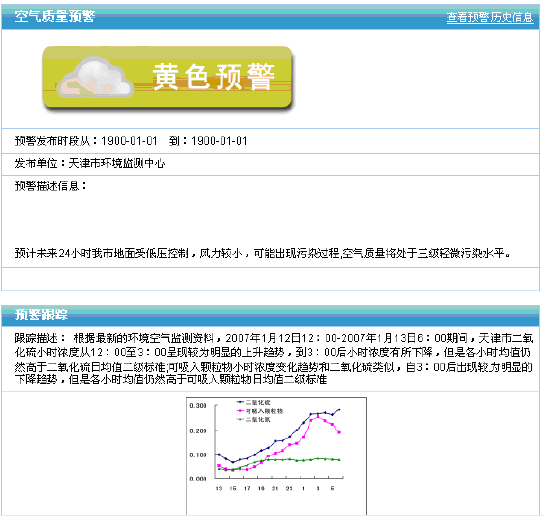 空气质量预警
查看预警历史信息
黄色预警
预警发布时段从：1900-01-01 到：1900-01-01
发布单位：天津市环境监测中心
预警描述信息：
预计未来24小时我市地面受低压控制，风力较小，可能出现污染过程,空气质量将处于三级轻微污染水平。
预警跟踪
跟踪描述： 根据最新的环境空气监测资料，2007年1月12日12：00-2007年1月13日6：00期间，天津市二氧
化硫小时浓度从12：00至3：00呈现较为明显的上升趋势，到3：00后小时浓度有所下降，但是各小时均值仍
然高于二氧化硫日均值二级标准;可吸入颗粒物小时浓度变化趋势和二氧化硫类似，自3：00后出现较为明显的
下降趋势，但是各小时均值仍然高于可吸入颗粒物日均值二级标准
二氧化硫
可吸入颗粒物
二氧化氮
0.300
0.200
0.100
0.000
13 15 17 19 21 23 1 3 5